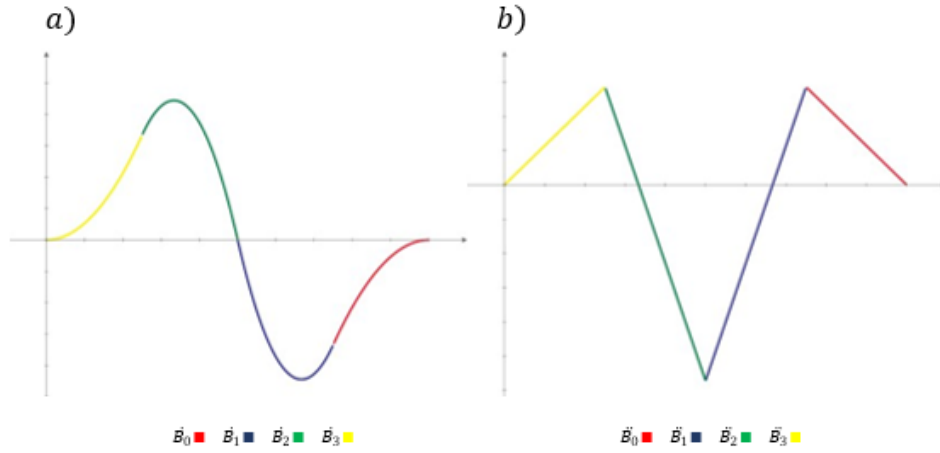 a) b)
Ḃ₀ Ḃ₁ Ḃ₂ Ḃ₃ B̈₀ B̈₁ B̈₂ B̈₃